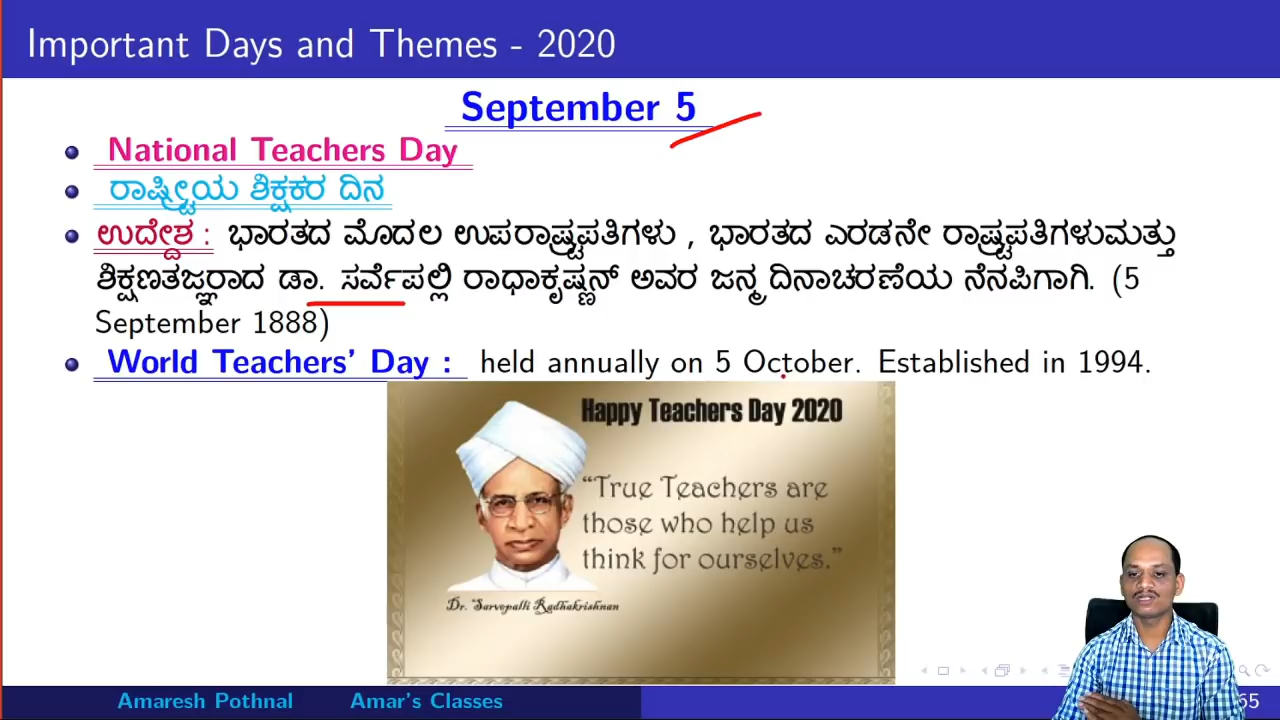 Important Days and Themes - 2020
September 5
National Teachers Day
ರಾಷ್ಟ್ರೀಯ ಶಿಕ್ಷಕರ ದಿನ
ಉದ್ದೇಶ : ಭಾರತದ ಮೊದಲ ಉಪರಾಷ್ಟ್ರಪತಿಗಳು , ಭಾರತದ ಎರಡನೇ ರಾಷ್ಟ್ರಪತಿಗಳುಮತ್ತು
ಶಿಕ್ಷಣತಜ್ಞರಾದ ಡಾ. ಸರ್ವೆಪಲ್ಲಿ ರಾಧಾಕೃಷ್ಣನ್ ಅವರ ಜನ್ಮದಿನಾಚರಣೆಯ ನೆನಪಿಗಾಗಿ. (5
September 1888)
World Teachers' Day : held annually on 5 October. Established in 1994.
Happy Teachers Day 2020
“True Teachers are
those who help us
think for ourselves.”
Dr. Sarvepalli Radhakrishnan
Amaresh Pothnal Amar's Classes 65